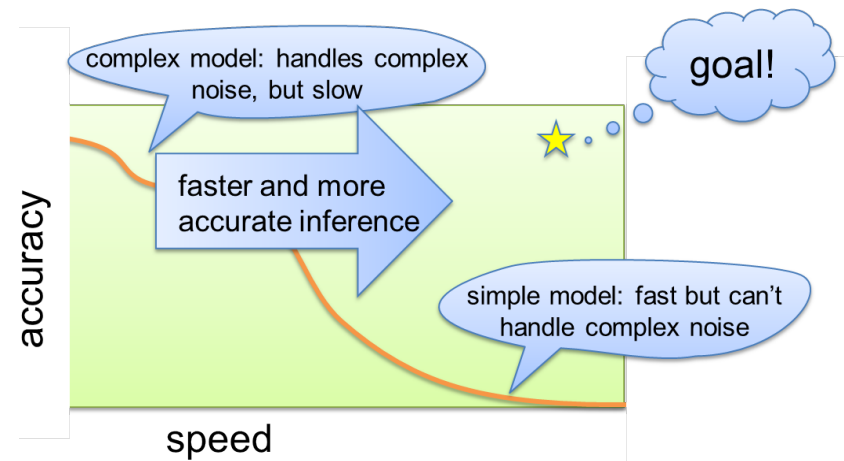 complex model: handles complex
noise, but slow
goal!
faster and more
accurate inference
simple model: fast but can't
handle complex noise
accuracy
speed